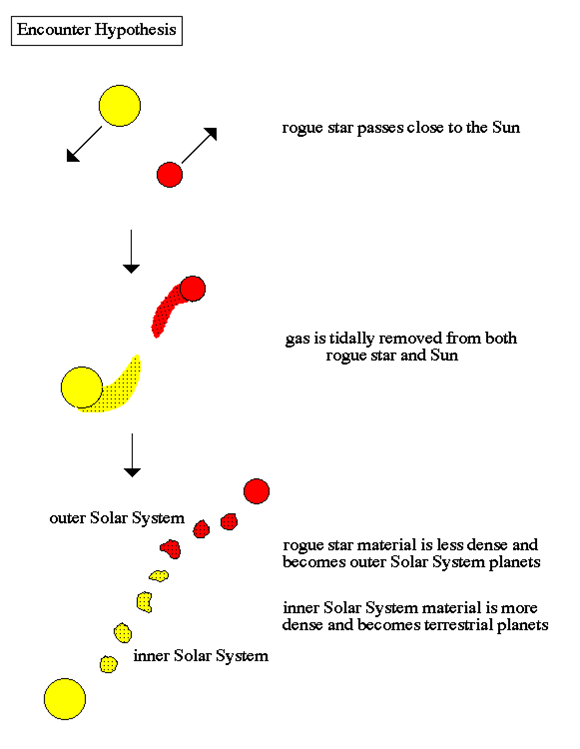 Encounter Hypothesis
rogue star passes close to the Sun
gas is tidally removed from both
rogue star and Sun
outer Solar System
rogue star material is less dense and
becomes outer Solar System planets
inner Solar System material is more
dense and becomes terrestrial planets
inner Solar System